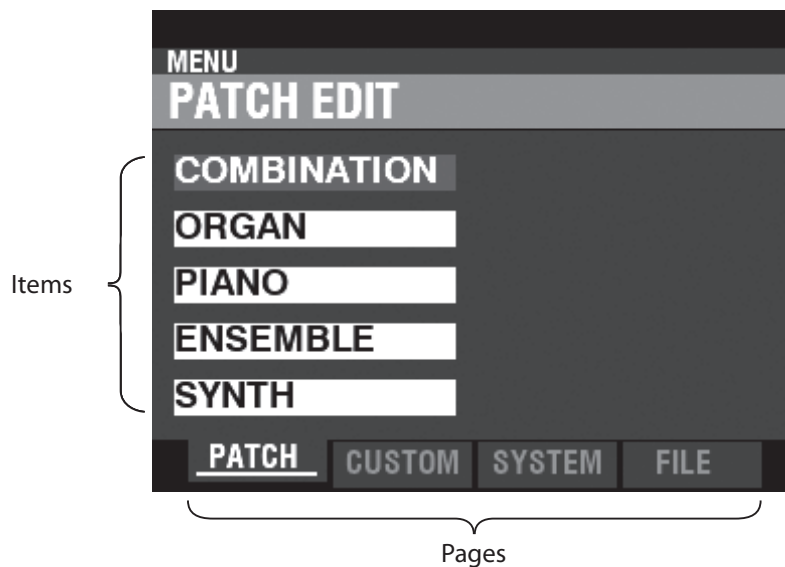 MENU
PATCH EDIT
COMBINATION
ORGAN
Items
PIANO
ENSEMBLE
SYNTH
PATCH CUSTOM SYSTEM FILE
Pages